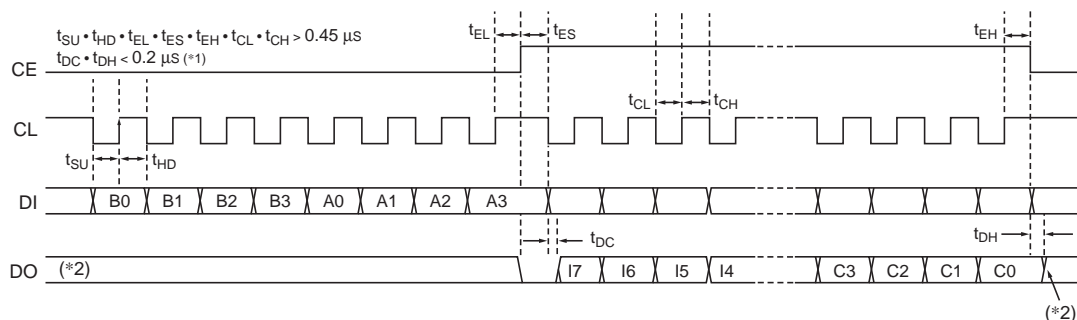 tSU • tHD • tEL • tES • tEH • tCL • tCH > 0.45 μs
tDC • tDH < 0.2 μs (*1)
tEL tES tEH
CE
tCL tCH
CL
tSU tHD
DI B0 B1 B2 B3 A0 A1 A2 A3
tDC tDH
DO (*2) I7 I6 I5 I4 C3 C2 C1 C0
(*2)